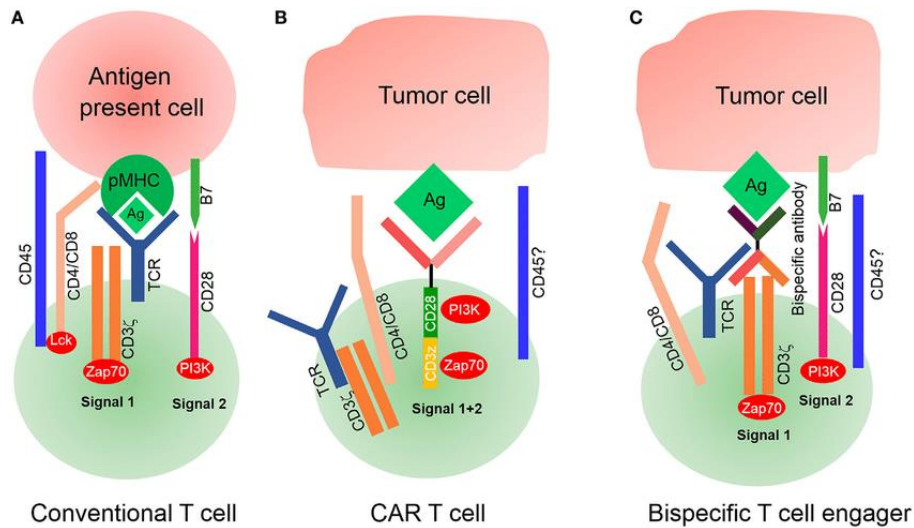 A
Antigen
present cell
pMHC
Ag
B7
CD45
CD4/CD8
TCR
CD28
CD3ζ
Lck
Zap70
PI3K
Signal 1
Signal 2
Conventional T cell
B
Tumor cell
Ag
CD45?
CD4/CD8
CD28
PI3K
TCR
CD3ζ
CD3z
Zap70
Signal 1+2
CAR T cell
C
Tumor cell
Ag
B7
Bispecific antibody
CD4/CD8
TCR
CD28
CD45?
CD3ζ
PI3K
Zap70
Signal 2
Signal 1
Bispecific T cell engager